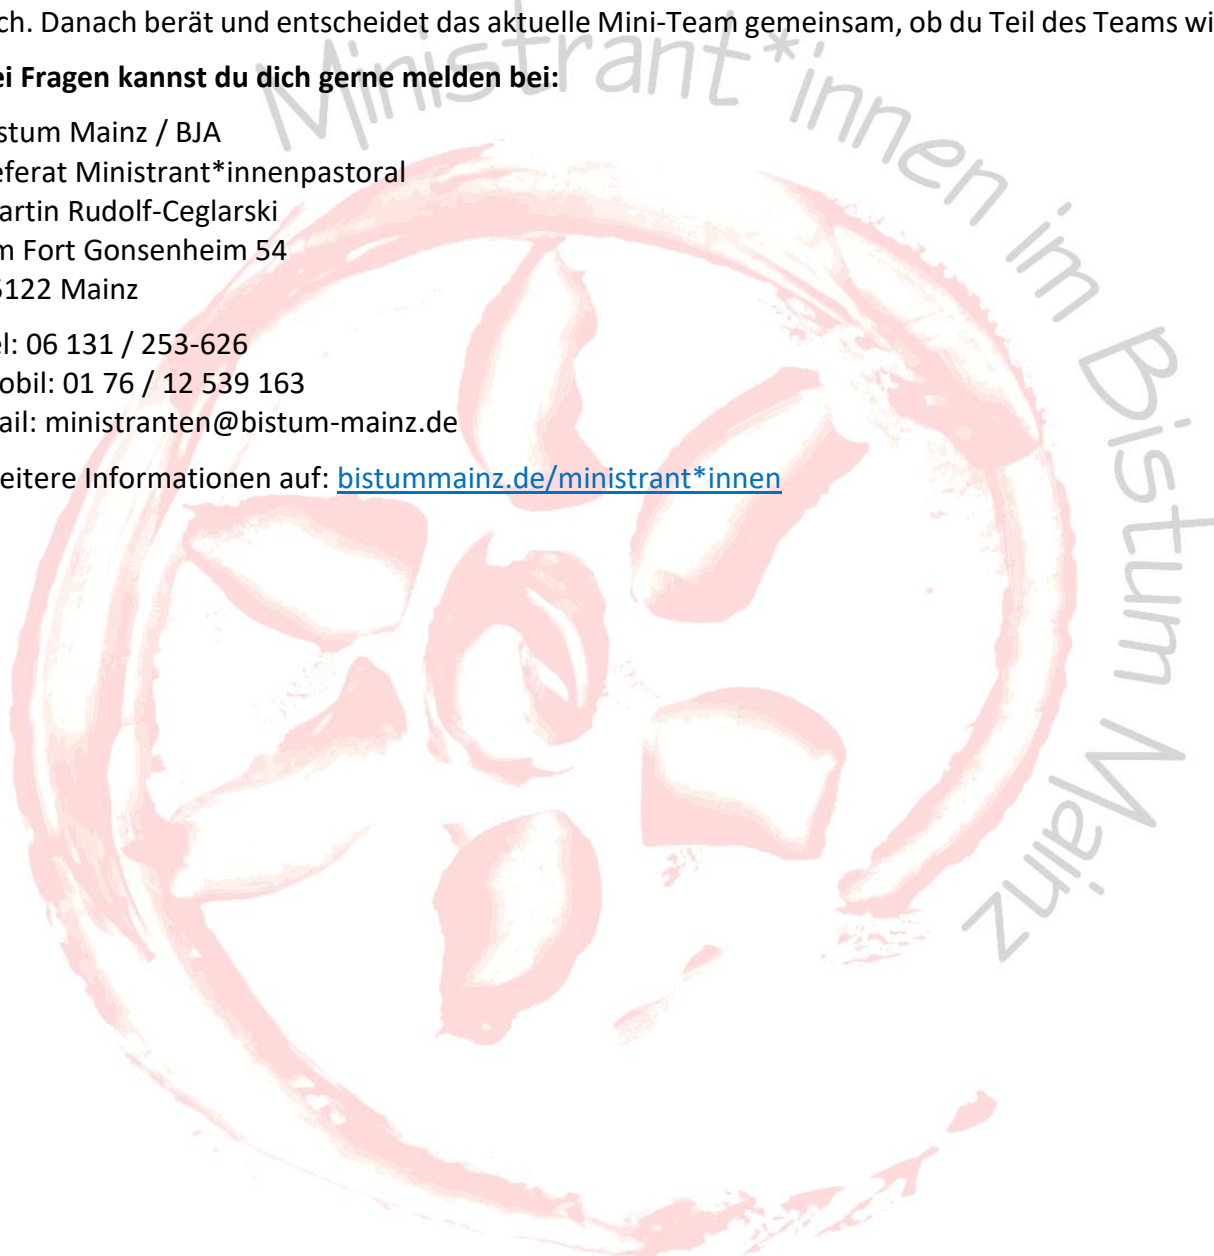 ch. Danach berät und entscheidet das aktuelle Mini-Team gemeinsam, ob du Teil des Teams wi
ei Fragen kannst du dich gerne melden bei:
stum Mainz / BJA
eferat Ministrant*innenpastoral
artin Rudolf-Ceglarski
m Fort Gonsenheim 54
5122 Mainz
el: 06 131 / 253-626
obil: 01 76 / 12 539 163
ail: ministranten@bistum-mainz.de
eitere Informationen auf: bistummainz.de/ministrant*innen
Ministrant*innen im Bistum Mainz